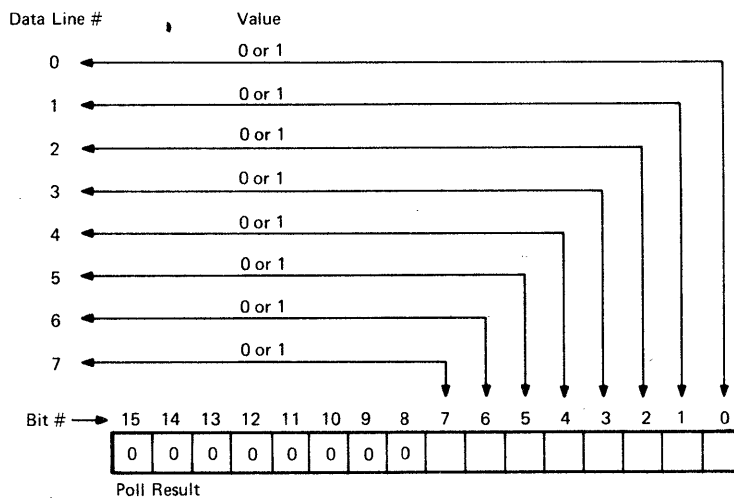 Data Line # Value
0 0 or 1
1 0 or 1
2 0 or 1
3 0 or 1
4 0 or 1
5 0 or 1
6 0 or 1
7 0 or 1
Bit # 15 14 13 12 11 10 9 8 7 6 5 4 3 2 1 0
0 0 0 0 0 0 0 0
Poll Result